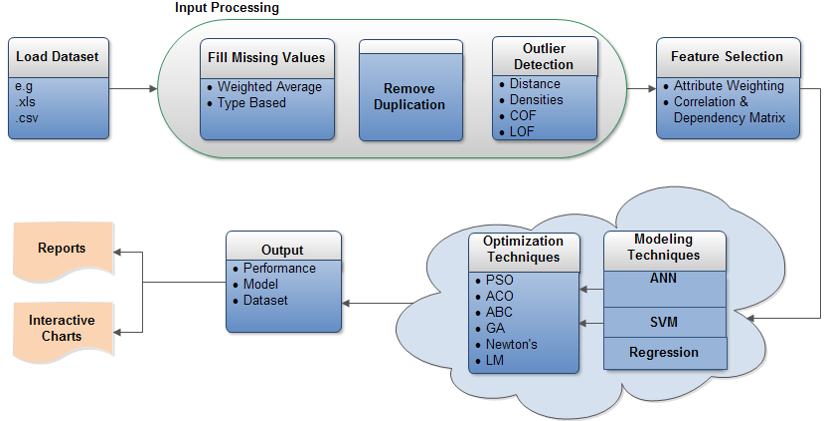 Input Processing
Load Dataset
e.g
.xls
.csv
Fill Missing Values
• Weighted Average
• Type Based
Remove
Duplication
Outlier
Detection
• Distance
• Densities
• COF
• LOF
Feature Selection
• Attribute Weighting
• Correlation &
Dependency Matrix
Modeling
Techniques
ANN
SVM
Regression
Optimization
Techniques
• PSO
• ACO
• ABC
• GA
• Newton's
• LM
Output
• Performance
• Model
• Dataset
Reports
Interactive
Charts